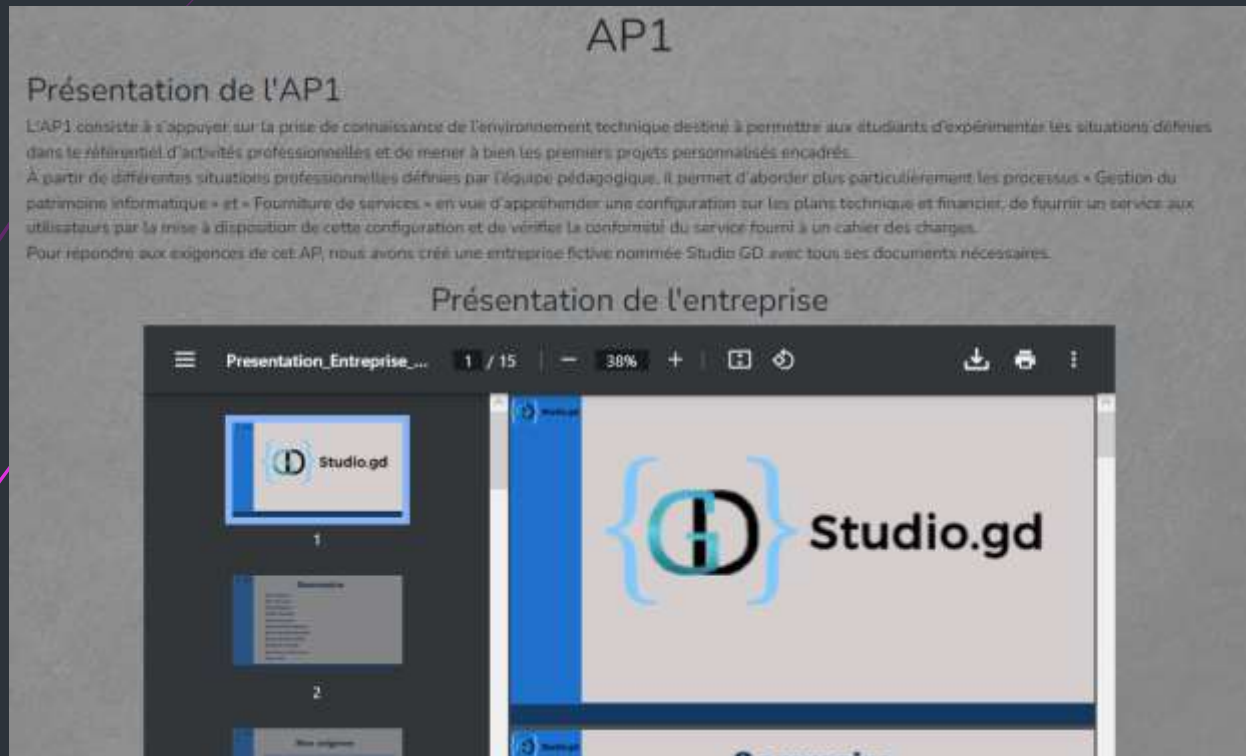 AP1
Présentation de l'AP1
L'AP1 consiste à s'appuyer sur la prise de connaissance de l'environnement technique destiné à permettre aux étudiants d'expérimenter les situations définies
dans le référentiel d'activités professionnelles et de mener à bien les premiers projets personnalisés encadrés.
À partir de différentes situations professionnelles définies par l'équipe pédagogique, il permet d'aborder plus particulièrement les processus « Gestion du
patrimoine informatique » et « Fourniture de services » en vue d'appréhender une configuration sur les plans technique et financier, de fournir un service aux
utilisateurs par la mise à disposition de cette configuration et de vérifier la conformité du service fourni à un cahier des charges.
Pour répondre aux exigences de cet AP, nous avons créé une entreprise fictive nommée Studio GD avec tous ses documents nécessaires.
Présentation de l'entreprise
Presentation_Entreprise_... 1 / 15 38%
GD Studio.gd
1
Sommaire
2
Studio.gd
{GD} Studio.gd
Studio.gd